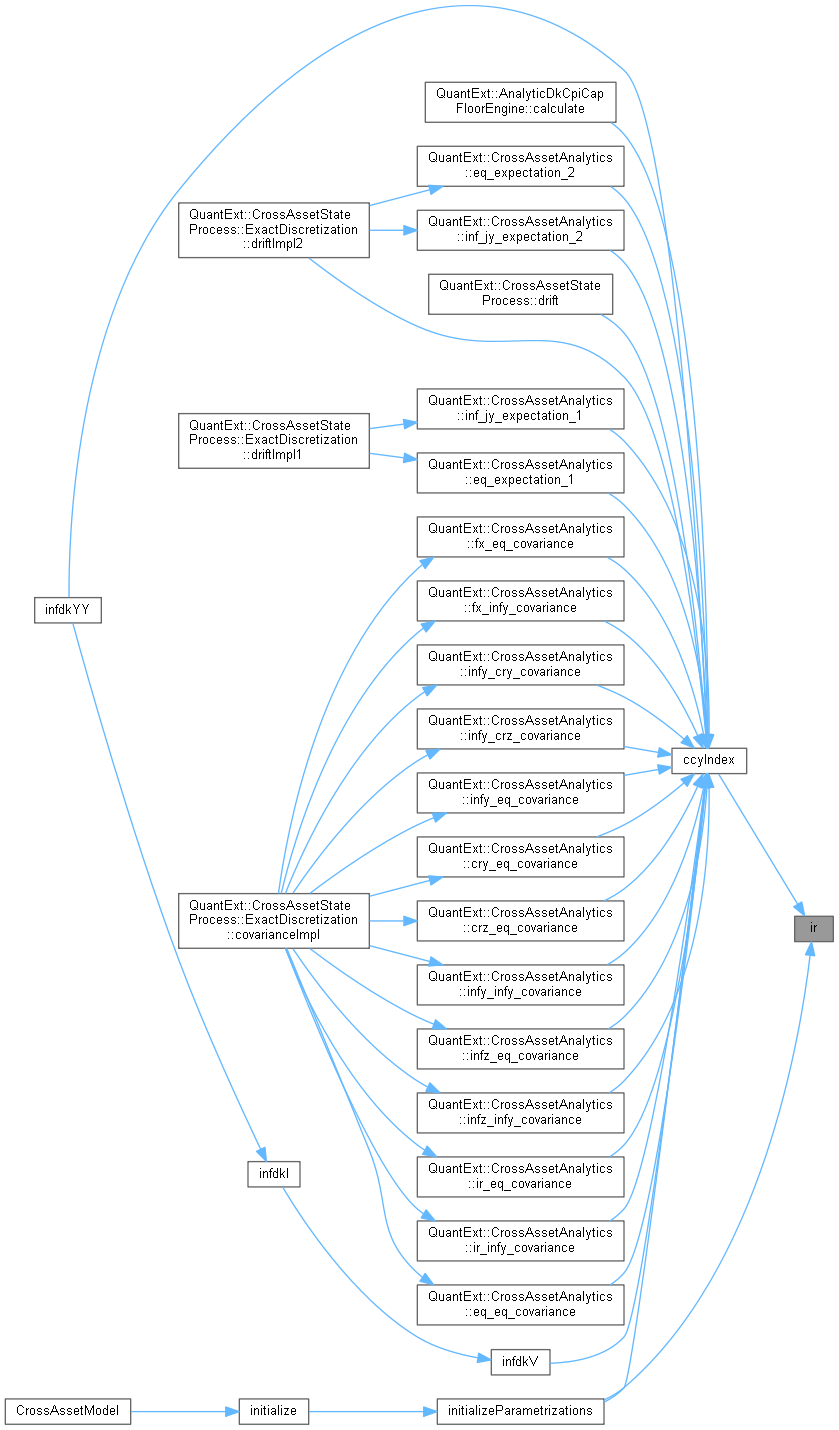 QuantExt::AnalyticDkCpiCap
FloorEngine::calculate
QuantExt::CrossAssetAnalytics
::eq_expectation_2
QuantExt::CrossAssetState
Process::ExactDiscretization
::driftImpl2
QuantExt::CrossAssetAnalytics
::inf_jy_expectation_2
QuantExt::CrossAssetState
Process::drift
QuantExt::CrossAssetAnalytics
::inf_jy_expectation_1
QuantExt::CrossAssetState
Process::ExactDiscretization
::driftImpl1
QuantExt::CrossAssetAnalytics
::eq_expectation_1
QuantExt::CrossAssetAnalytics
::fx_eq_covariance
infdkYY
QuantExt::CrossAssetAnalytics
::fx_infy_covariance
QuantExt::CrossAssetAnalytics
::infy_cry_covariance
QuantExt::CrossAssetAnalytics
::infy_crz_covariance
ccyIndex
QuantExt::CrossAssetAnalytics
::infy_eq_covariance
QuantExt::CrossAssetAnalytics
::cry_eq_covariance
QuantExt::CrossAssetState
Process::ExactDiscretization
::covarianceImpl
QuantExt::CrossAssetAnalytics
::crz_eq_covariance
ir
QuantExt::CrossAssetAnalytics
::infy_infy_covariance
QuantExt::CrossAssetAnalytics
::infz_eq_covariance
QuantExt::CrossAssetAnalytics
::infz_infy_covariance
infdkI
QuantExt::CrossAssetAnalytics
::ir_eq_covariance
QuantExt::CrossAssetAnalytics
::ir_infy_covariance
QuantExt::CrossAssetAnalytics
::eq_eq_covariance
infdkV
CrossAssetModel
initialize
initializeParametrizations